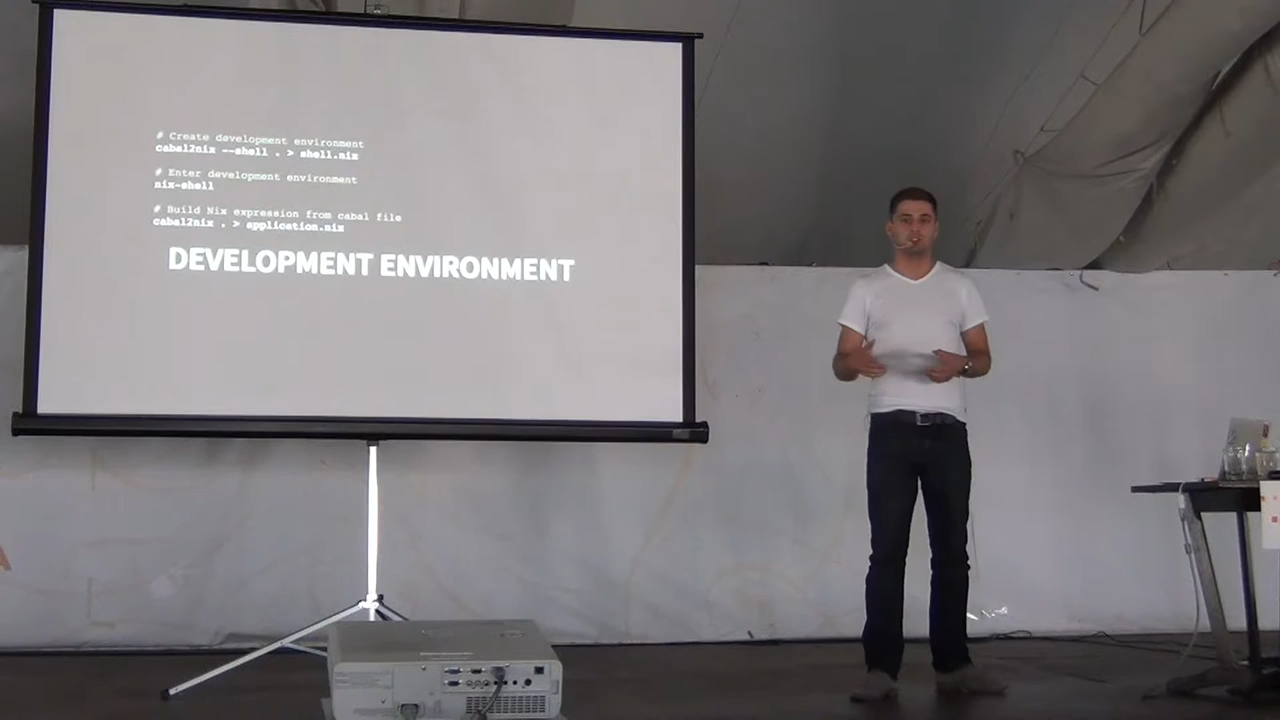 # Create development environment
cabal2nix --shell . > shell.nix
# Enter development environment
nix-shell
# Build Nix expression from cabal file
cabal2nix . > application.nix
DEVELOPMENT ENVIRONMENT